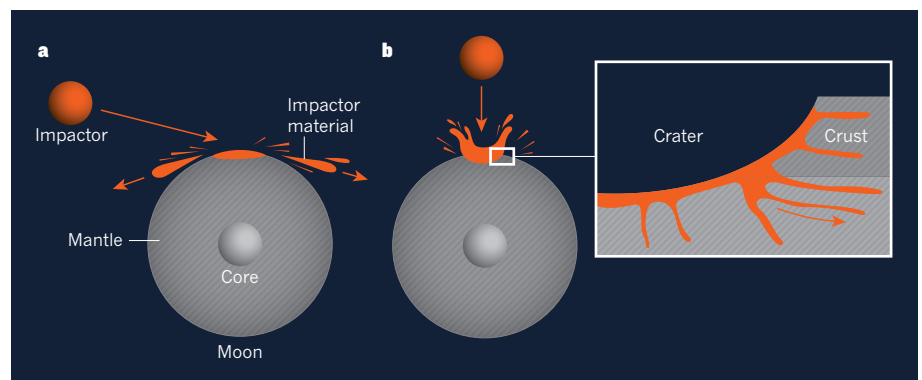 a
b
Impactor
Impactor
material
Mantle
Core
Moon
Crater
Crust